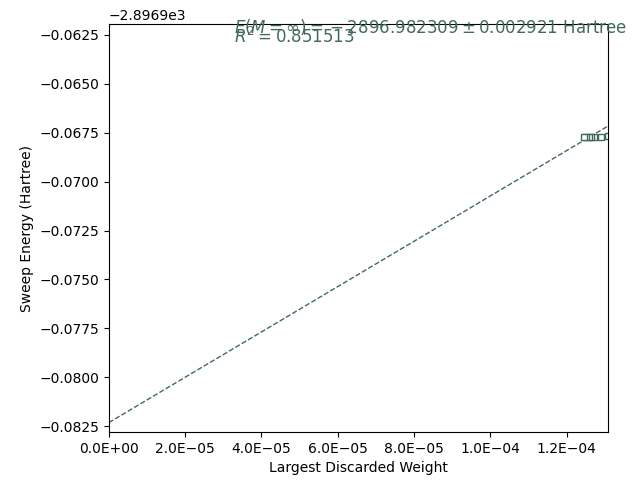 −2.8969e3
E(M = ∞) = −2896.982309 ± 0.002921 Hartree
R² = 0.851513
−0.0625
−0.0650
−0.0675
−0.0700
−0.0725
−0.0750
−0.0775
−0.0800
−0.0825
Sweep Energy (Hartree)
0.0E+00 2.0E−05 4.0E−05 6.0E−05 8.0E−05 1.0E−04 1.2E−04
Largest Discarded Weight